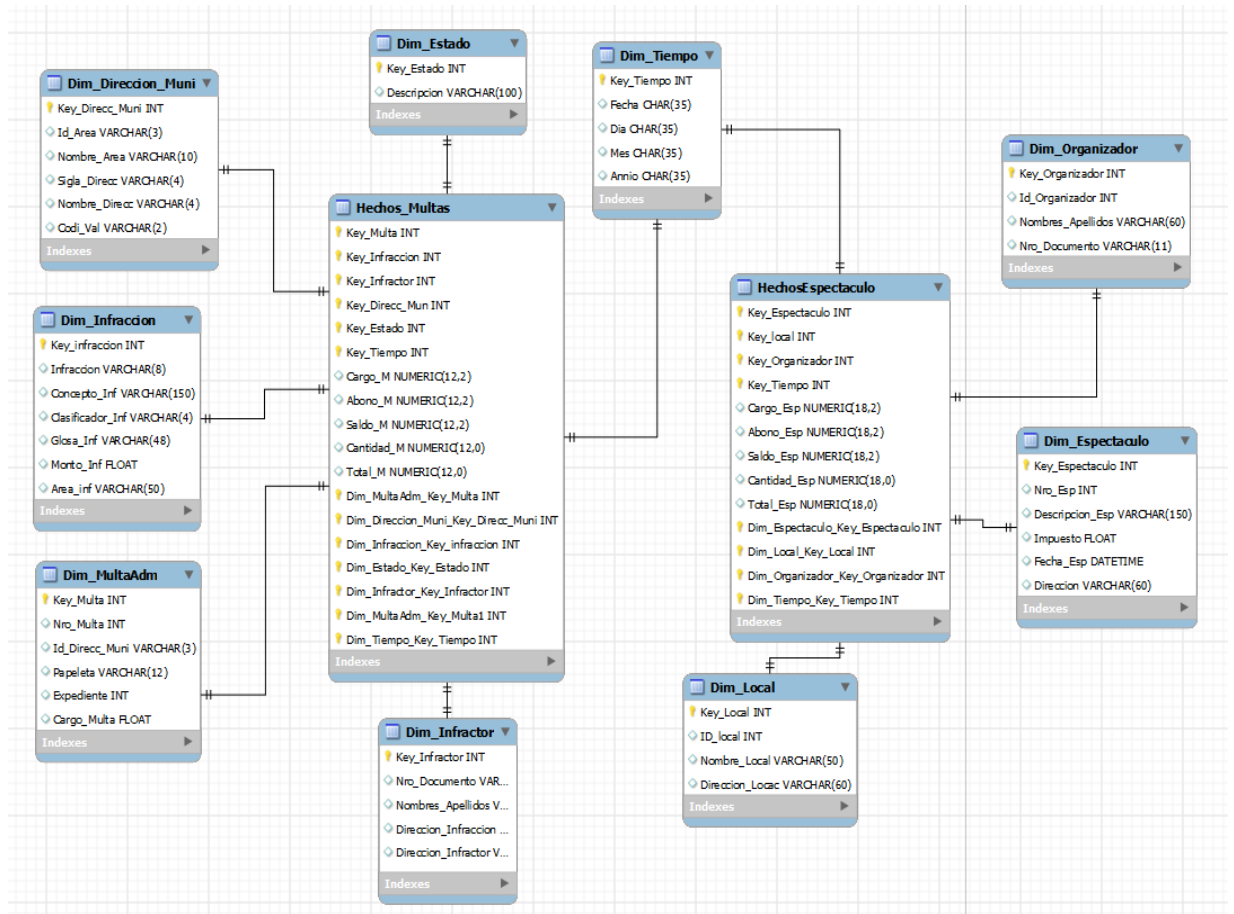 Dim_Estado
Key_Estado INT
Descripcion VARCHAR(100)
Indexes
Dim_Tiempo
Key_Tiempo INT
Fecha CHAR(35)
Dia CHAR(35)
Mes CHAR(35)
Annio CHAR(35)
Indexes
Dim_Direccion_Muni
Key_Direcc_Muni INT
Id_Area VARCHAR(3)
Nombre_Area VARCHAR(10)
Sigla_Direcc VARCHAR(4)
Nombre_Direcc VARCHAR(4)
Codi_Val VARCHAR(2)
Indexes
Dim_Organizador
Key_Organizador INT
Id_Organizador INT
Nombres_Apellidos VARCHAR(60)
Nro_Documento VARCHAR(11)
Indexes
Hechos_Multas
Key_Multa INT
Key_Infraccion INT
Key_Infractor INT
Key_Direcc_Mun INT
Key_Estado INT
Key_Tiempo INT
Cargo_M NUMERIC(12,2)
Abono_M NUMERIC(12,2)
Saldo_M NUMERIC(12,2)
Cantidad_M NUMERIC(12,0)
Total_M NUMERIC(12,0)
Dim_MultaAdm_Key_Multa INT
Dim_Direccion_Muni_Key_Direcc_Muni INT
Dim_Infraccion_Key_infraccion INT
Dim_Estado_Key_Estado INT
Dim_Infractor_Key_Infractor INT
Dim_MultaAdm_Key_Multa1 INT
Dim_Tiempo_Key_Tiempo INT
Indexes
HechosEspectaculo
Key_Espectaculo INT
Key_local INT
Key_Organizador INT
Key_Tiempo INT
Cargo_Esp NUMERIC(18,2)
Abono_Esp NUMERIC(18,2)
Saldo_Esp NUMERIC(18,2)
Cantidad_Esp NUMERIC(18,0)
Total_Esp NUMERIC(18,0)
Dim_Espectaculo_Key_Espectaculo INT
Dim_Local_Key_Local INT
Dim_Organizador_Key_Organizador INT
Dim_Tiempo_Key_Tiempo INT
Indexes
Dim_Infraccion
Key_infraccion INT
Infraccion VARCHAR(8)
Concepto_Inf VARCHAR(150)
Clasificador_Inf VARCHAR(4)
Glosa_Inf VARCHAR(48)
Monto_Inf FLOAT
Area_inf VARCHAR(50)
Indexes
Dim_Espectaculo
Key_Espectaculo INT
Nro_Esp INT
Descripcion_Esp VARCHAR(150)
Impuesto FLOAT
Fecha_Esp DATETIME
Direccion VARCHAR(60)
Indexes
Dim_MultaAdm
Key_Multa INT
Nro_Multa INT
Id_Direcc_Muni VARCHAR(3)
Papeleta VARCHAR(12)
Expediente INT
Cargo_Multa FLOAT
Indexes
Dim_Local
Key_Local INT
ID_local INT
Nombre_Local VARCHAR(50)
Direccion_Locac VARCHAR(60)
Indexes
Dim_Infractor
Key_Infractor INT
Nro_Documento VAR...
Nombres_Apellidos V...
Direccion_Infraccion ...
Direccion_Infractor V...
Indexes